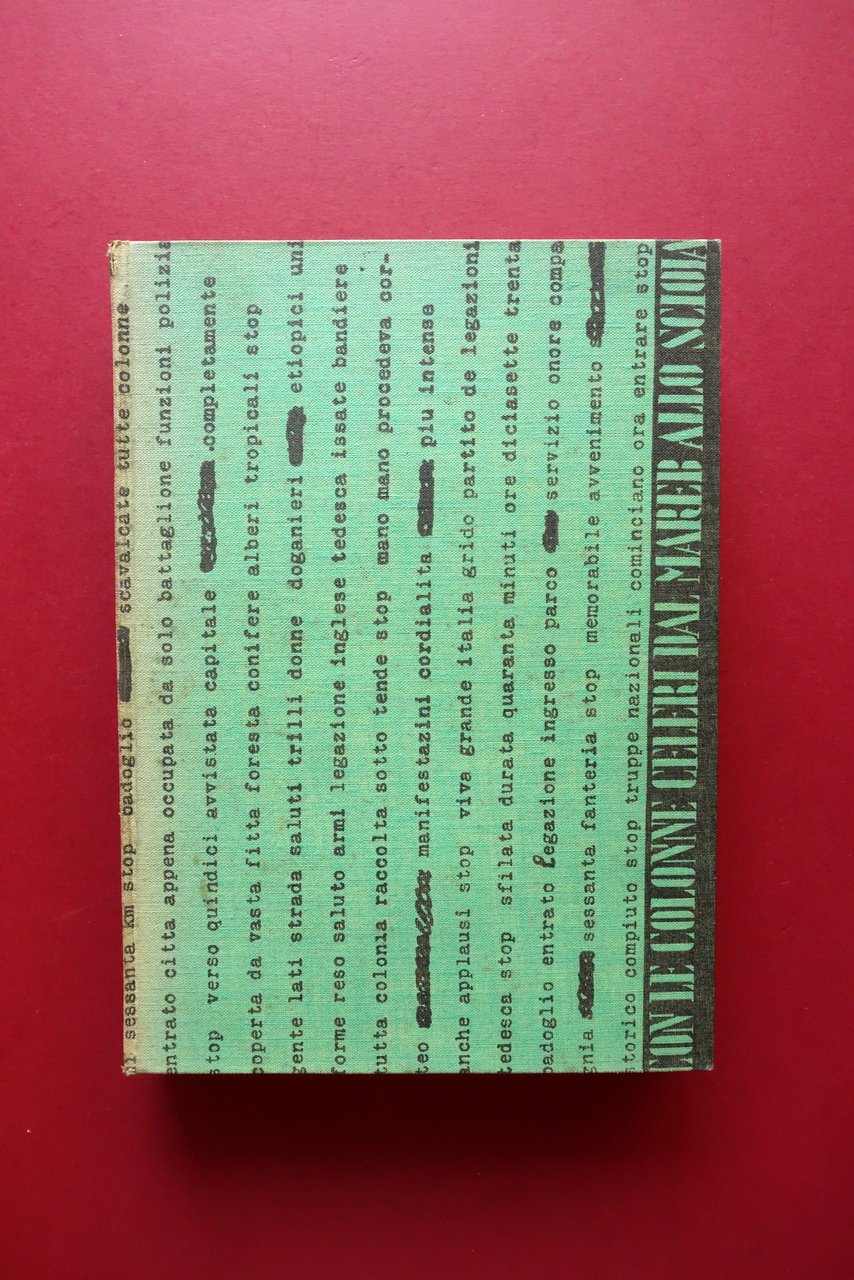 ni sessanta km stop badoglio scavalcate tutte colonne
entrato citta appena occupata da solo battaglione funzioni polizia
stop verso quindici avvistata capitale .completamente
coperta da vasta fitta foresta conifere alberi tropicali stop
gente lati strada saluti trilli donne doganieri etiopici uni
forme reso saluto armi legazione inglese tedesca issate bandiere
tutta colonia raccolta sotto tende stop mano mano procedeva cor-
teo manifestazini cordialita piu intense
anche applausi stop viva grande italia grido partito de legazioni
tedesca stop sfilata durata quaranta minuti ore diciasette trenta
badoglio entrato legazione ingresso parco servizio onore compa
gnia sessanta fanteria stop memorabile avvenimento
storico compiuto stop truppe nazionali cominciano ora entrare stop
CON LE COLONNE CELERI DAL MAREB ALLO SCIOA